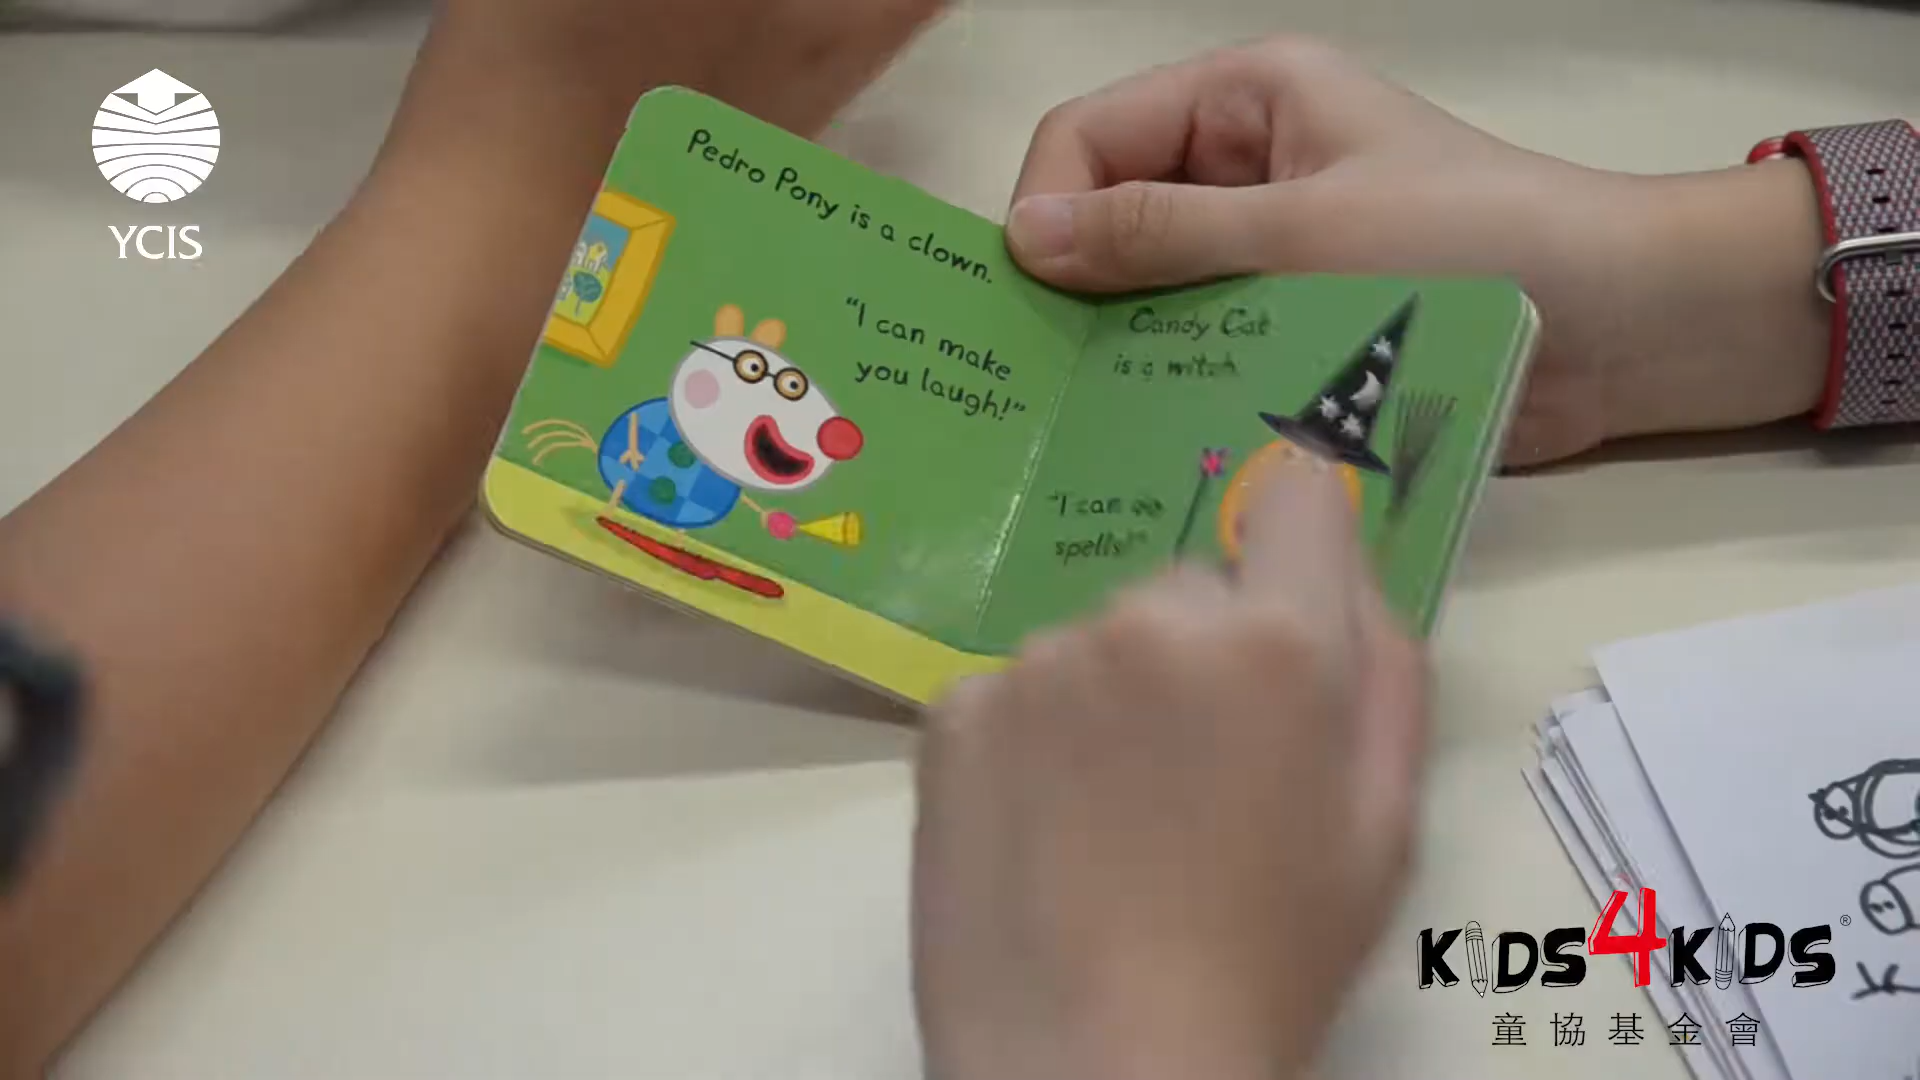 YCIS
Pedro Pony is a clown.
"I can make
you laugh!"
Candy Cat
is a witch.
"I can do
spells!"
KIDS4KIDS®
童協基金會